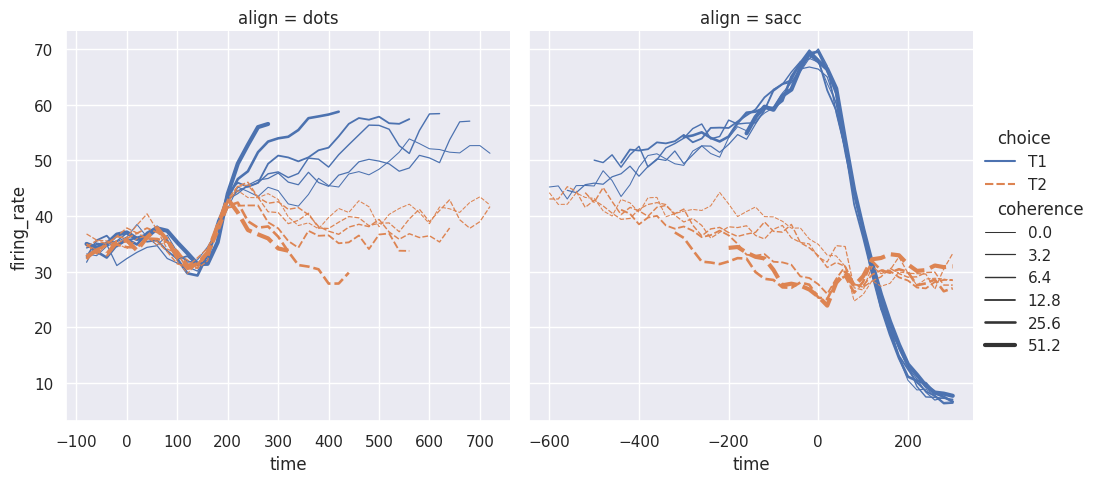 align = dots
align = sacc
70
60
50
40
30
20
10
firing_rate
−100 0 100 200 300 400 500 600 700
time
−600 −400 −200 0 200
time
choice
T1
T2
coherence
0.0
3.2
6.4
12.8
25.6
51.2